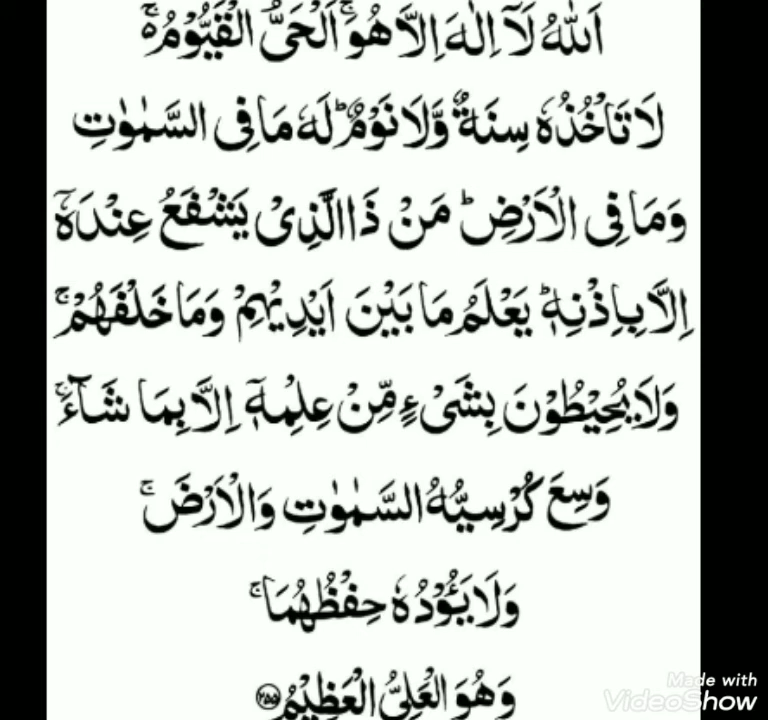 اَللّٰهُ لَاۤ اِلٰهَ اِلَّا هُوَۚ اَلْحَیُّ الْقَیُّوْمُ۬ۚ
لَا تَاْخُذُهٗ سِنَةٌ وَّلَا نَوْمٌؕ لَهٗ مَا فِی السَّمٰوٰتِ
وَمَا فِی الْاَرْضِؕ مَنْ ذَا الَّذِیْ یَشْفَعُ عِنْدَهٗۤ
اِلَّا بِاِذْنِهٖؕ یَعْلَمُ مَا بَیْنَ اَیْدِیْهِمْ وَمَا خَلْفَهُمْۚ
وَلَا یُحِیْطُوْنَ بِشَیْءٍ مِّنْ عِلْمِهٖۤ اِلَّا بِمَا شَآءَۚ
وَسِعَ كُرْسِیُّهُ السَّمٰوٰتِ وَالْاَرْضَۚ
وَلَا یَـُٔوْدُهٗ حِفْظُهُمَاۚ
وَهُوَ الْعَلِیُّ الْعَظِیْمُ ۲۵۵
Made with
VideoShow